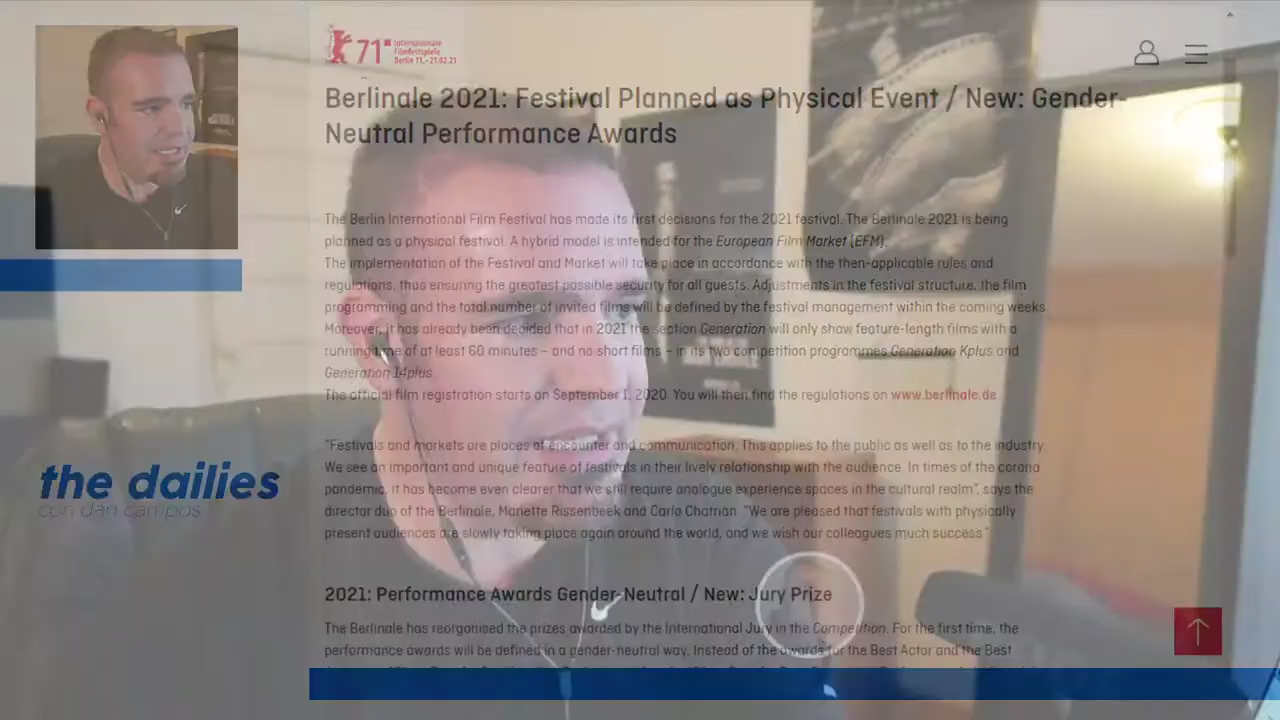 71
Internationale
Filmfestspiele
Berlin 11.–21.02.21
Berlinale 2021: Festival Planned as Physical Event / New: Gender-
Neutral Performance Awards
The Berlin International Film Festival has made its first decisions for the 2021 festival. The Berlinale 2021 is being
planned as a physical festival. A hybrid model is intended for the European Film Market (EFM).
The implementation of the Festival and Market will take place in accordance with the then-applicable rules and
regulations, thus ensuring the greatest possible security for all guests. Adjustments in the festival structure, the film
programming and the total number of invited films will be defined by the festival management within the coming weeks.
Moreover, it has already been decided that in 2021 the section Generation will only show feature-length films with a
running time of at least 60 minutes – and no short films – in its two competition programmes Generation Kplus and
Generation 14plus.
The official film registration starts on September 1, 2020. You will then find the regulations on www.berlinale.de
"Festivals and markets are places of encounter and communication. This applies to the public as well as to the industry.
We see an important and unique feature of festivals in their lively relationship with the audience. In times of the corona
pandemic, it has become even clearer that we still require analogue experience spaces in the cultural realm", says the
director duo of the Berlinale, Mariette Rissenbeek and Carlo Chatrian. "We are pleased that festivals with physically
present audiences are slowly taking place again around the world, and we wish our colleagues much success."
the dailies
con dan campos
2021: Performance Awards Gender-Neutral / New: Jury Prize
The Berlinale has reorganised the prizes awarded by the International Jury in the Competition. For the first time, the
performance awards will be defined in a gender-neutral way. Instead of the awards for the Best Actor and the Best